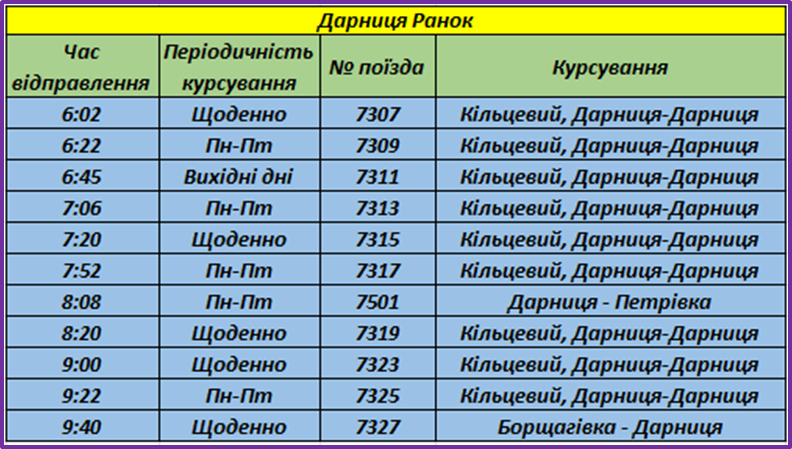 Дарниця Ранок
Час відправлення Періодичність курсування № поїзда Курсування
6:02 Щоденно 7307 Кільцевий, Дарниця-Дарниця
6:22 Пн-Пт 7309 Кільцевий, Дарниця-Дарниця
6:45 Вихідні дні 7311 Кільцевий, Дарниця-Дарниця
7:06 Пн-Пт 7313 Кільцевий, Дарниця-Дарниця
7:20 Щоденно 7315 Кільцевий, Дарниця-Дарниця
7:52 Пн-Пт 7317 Кільцевий, Дарниця-Дарниця
8:08 Пн-Пт 7501 Дарниця - Петрівка
8:20 Щоденно 7319 Кільцевий, Дарниця-Дарниця
9:00 Щоденно 7323 Кільцевий, Дарниця-Дарниця
9:22 Пн-Пт 7325 Кільцевий, Дарниця-Дарниця
9:40 Щоденно 7327 Борщагівка - Дарниця